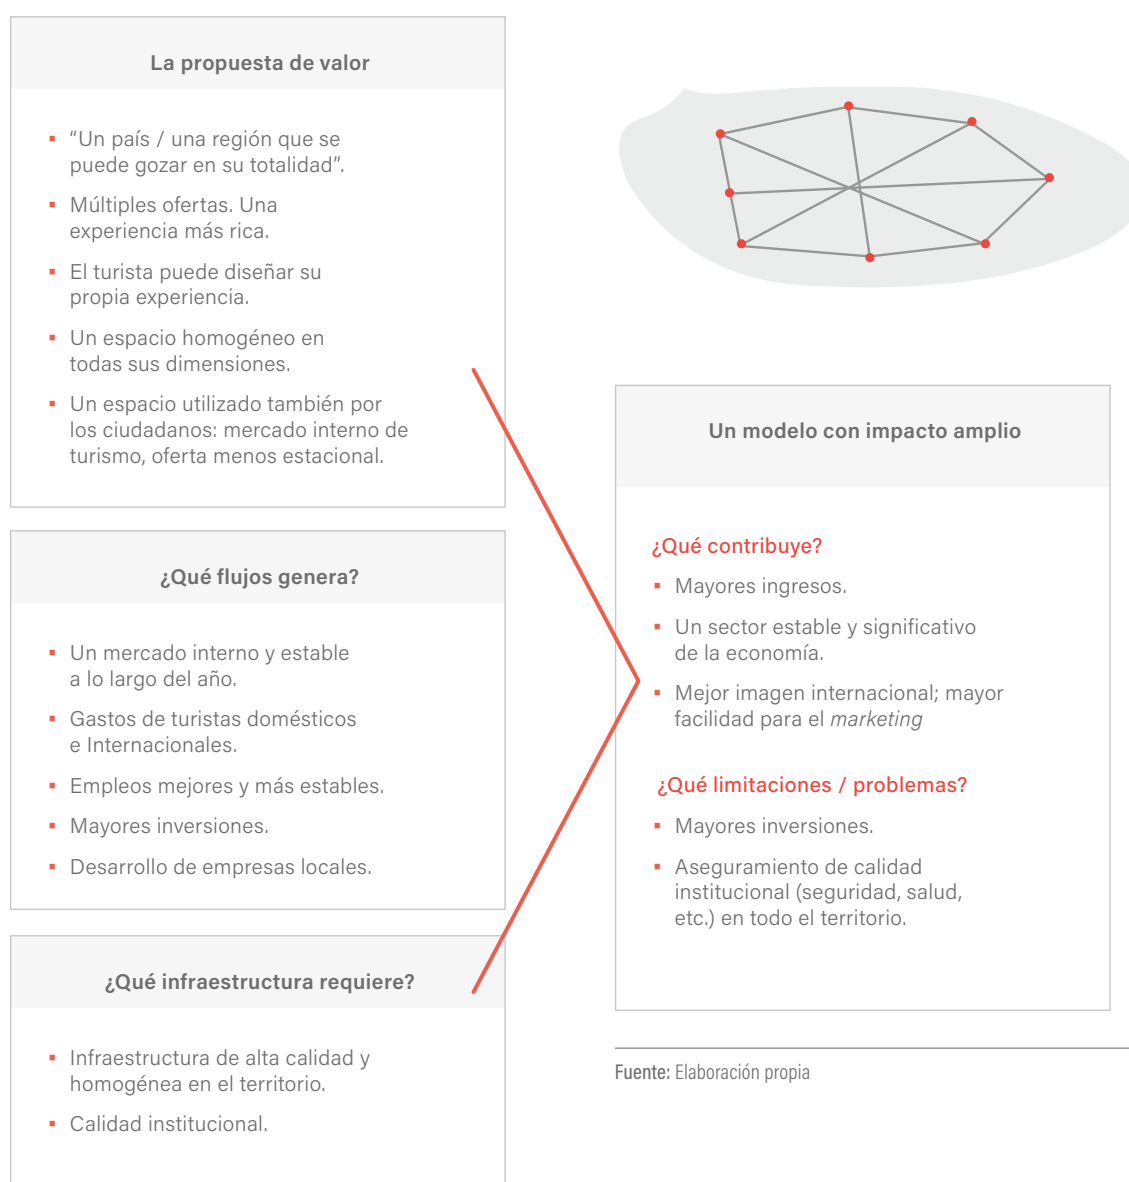 La propuesta de valor
▪ "Un país / una región que se
puede gozar en su totalidad".
▪ Múltiples ofertas. Una
experiencia más rica.
▪ El turista puede diseñar su
propia experiencia.
▪ Un espacio homogéneo en
todas sus dimensiones.
▪ Un espacio utilizado también por
los ciudadanos: mercado interno de
turismo, oferta menos estacional.
¿Qué flujos genera?
▪ Un mercado interno y estable
a lo largo del año.
▪ Gastos de turistas domésticos
e Internacionales.
▪ Empleos mejores y más estables.
▪ Mayores inversiones.
▪ Desarrollo de empresas locales.
¿Qué infraestructura requiere?
▪ Infraestructura de alta calidad y
homogénea en el territorio.
▪ Calidad institucional.
Un modelo con impacto amplio
¿Qué contribuye?
▪ Mayores ingresos.
▪ Un sector estable y significativo
de la economía.
▪ Mejor imagen internacional; mayor
facilidad para el marketing
¿Qué limitaciones / problemas?
▪ Mayores inversiones.
▪ Aseguramiento de calidad
institucional (seguridad, salud,
etc.) en todo el territorio.
Fuente: Elaboración propia